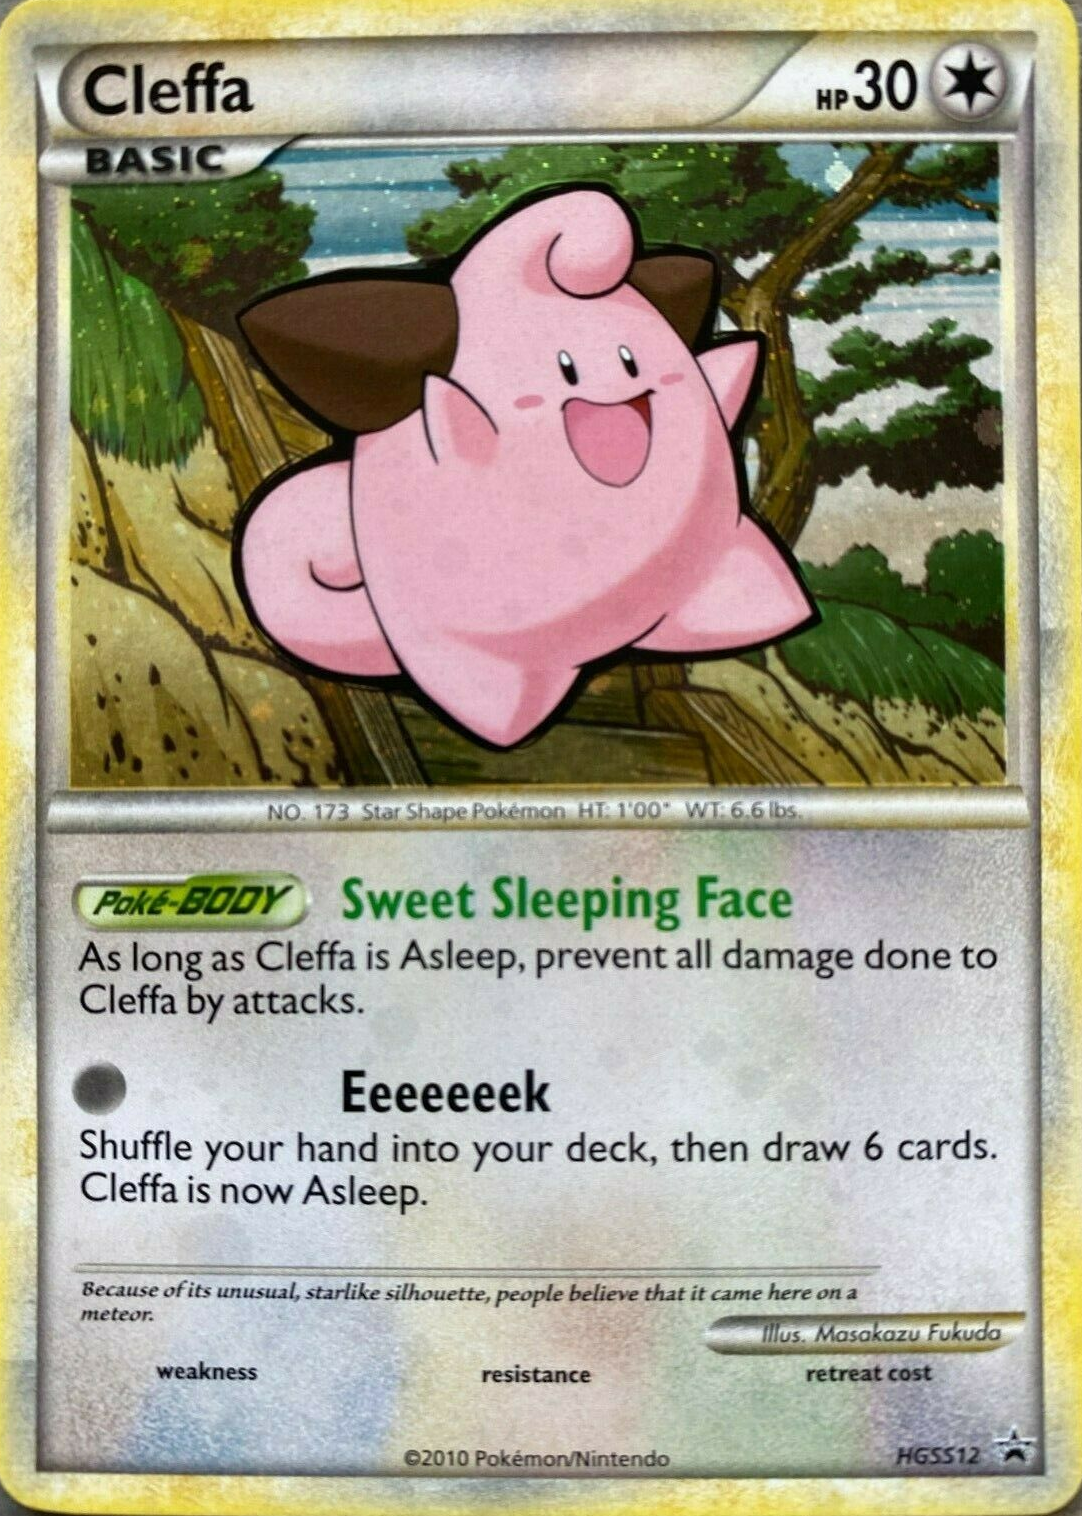 Cleffa
HP 30
BASIC
NO. 173 Star Shape Pokémon HT: 1'00" WT: 6.6 lbs.
Poké-BODY Sweet Sleeping Face
As long as Cleffa is Asleep, prevent all damage done to
Cleffa by attacks.
Eeeeeeek
Shuffle your hand into your deck, then draw 6 cards.
Cleffa is now Asleep.
Because of its unusual, starlike silhouette, people believe that it came here on a
meteor.
Illus. Masakazu Fukuda
weakness resistance retreat cost
©2010 Pokémon/Nintendo HGSS12